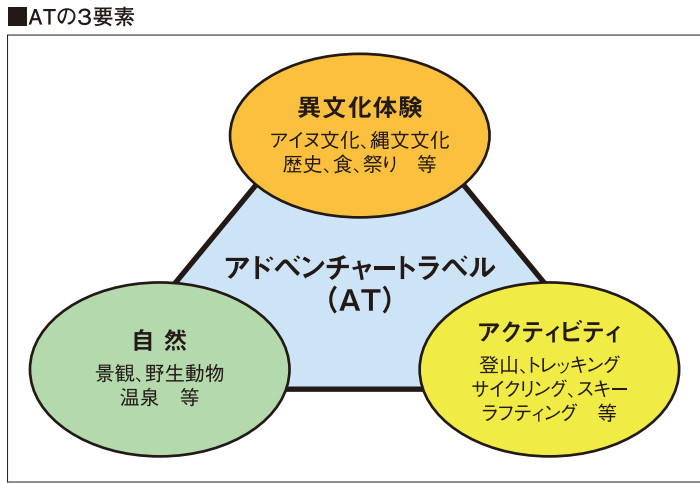 ■ATの3要素
異文化体験
アイヌ文化、縄文文化
歴史、食、祭り　等
アドベンチャートラベル
（AT）
自 然
景観、野生動物
温泉　等
アクティビティ
登山、トレッキング
サイクリング、スキー
ラフティング　等